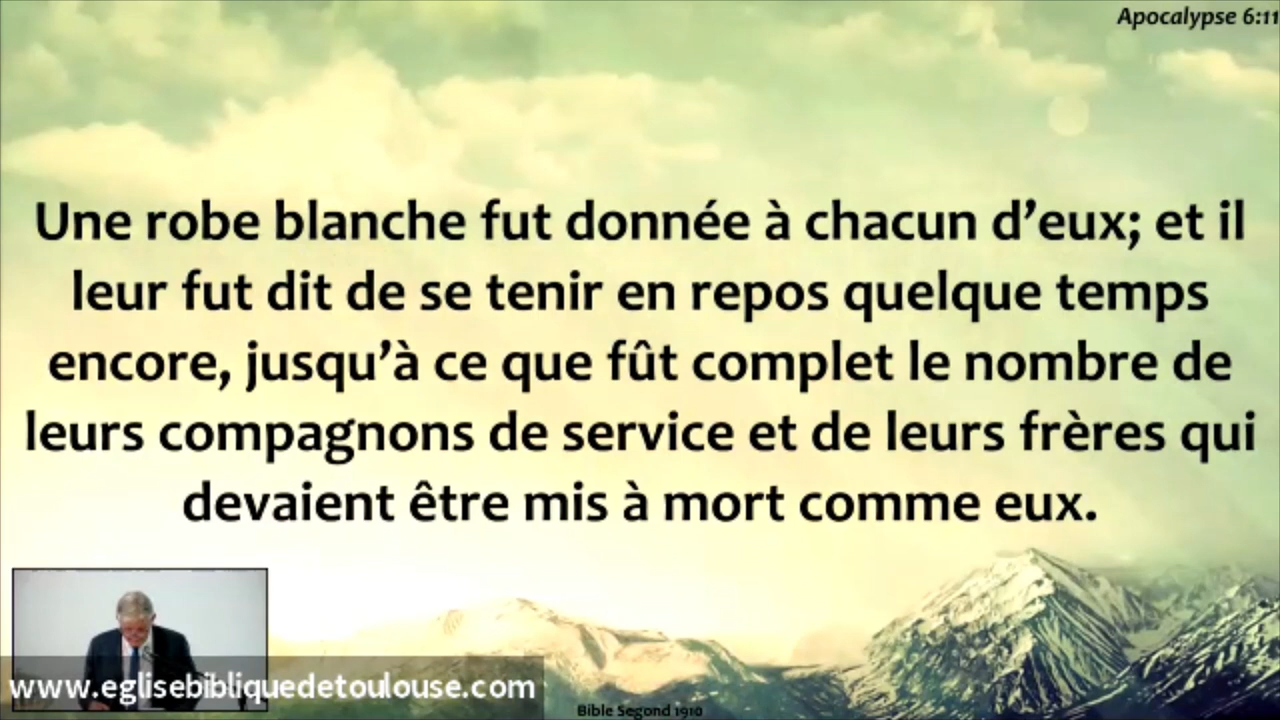 Apocalypse 6:11
Une robe blanche fut donnée à chacun d’eux; et il
leur fut dit de se tenir en repos quelque temps
encore, jusqu’à ce que fût complet le nombre de
leurs compagnons de service et de leurs frères qui
devaient être mis à mort comme eux.
www.eglisebibliquedetoulouse.com
Bible Segond 1910